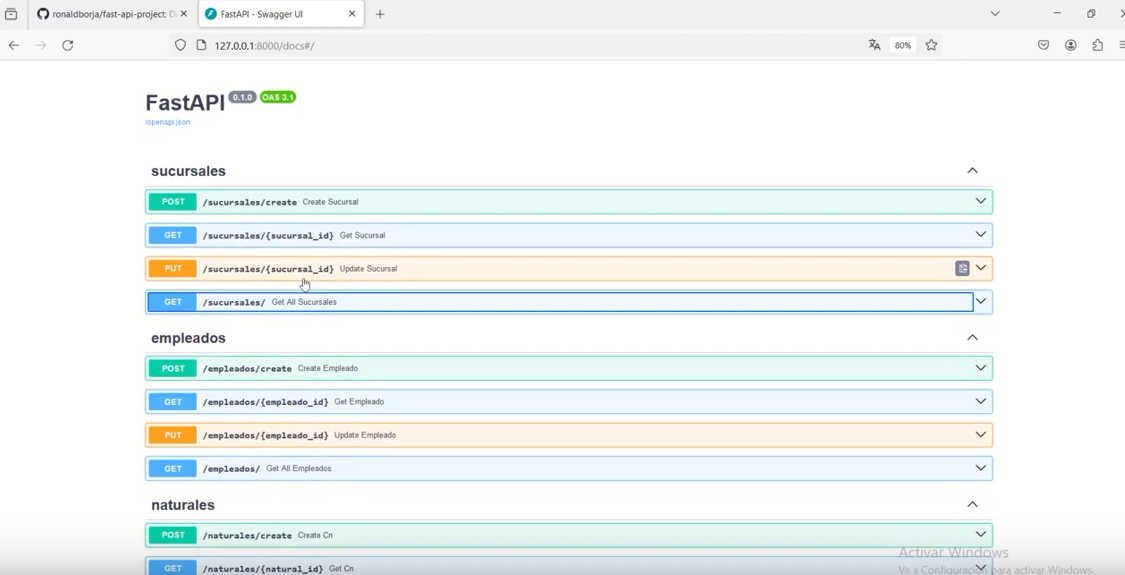 ronaldborja/fast-api-project: D
FastAPI - Swagger UI
127.0.0.1:8000/docs#/
80%
FastAPI 0.1.0 OAS 3.1
/openapi.json
sucursales
POST /sucursales/create Create Sucursal
GET /sucursales/{sucursal_id} Get Sucursal
PUT /sucursales/{sucursal_id} Update Sucursal
GET /sucursales/ Get All Sucursales
empleados
POST /empleados/create Create Empleado
GET /empleados/{empleado_id} Get Empleado
PUT /empleados/{empleado_id} Update Empleado
GET /empleados/ Get All Empleados
naturales
POST /naturales/create Create Cn
Activar Windows
GET /naturales/{natural_id} Get Cn
Ve a Configuración para activar Windows.